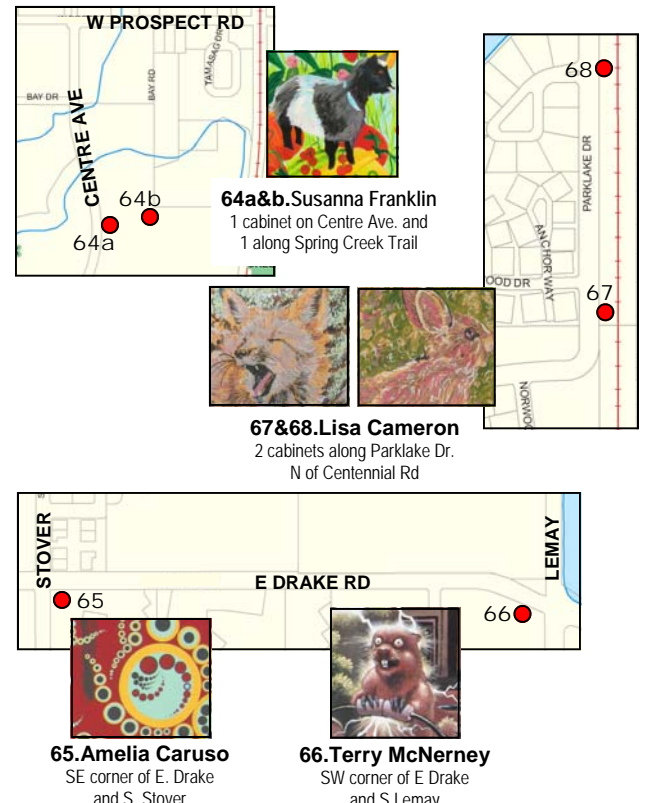 W PROSPECT RD
TAMASAG DR
BAY DR
BAY RD
CENTRE AVE
64b
64a
64a&b.Susanna Franklin
1 cabinet on Centre Ave. and
1 along Spring Creek Trail
68
PARKLAKE DR
ANCHOR WAY
OOD DR
67
NORWOO
67&68.Lisa Cameron
2 cabinets along Parklake Dr.
N of Centennial Rd
STOVER
LEMAY
E DRAKE RD
65
66
65.Amelia Caruso
SE corner of E. Drake
and S. Stover
66.Terry McNerney
SW corner of E Drake
and S Lemay